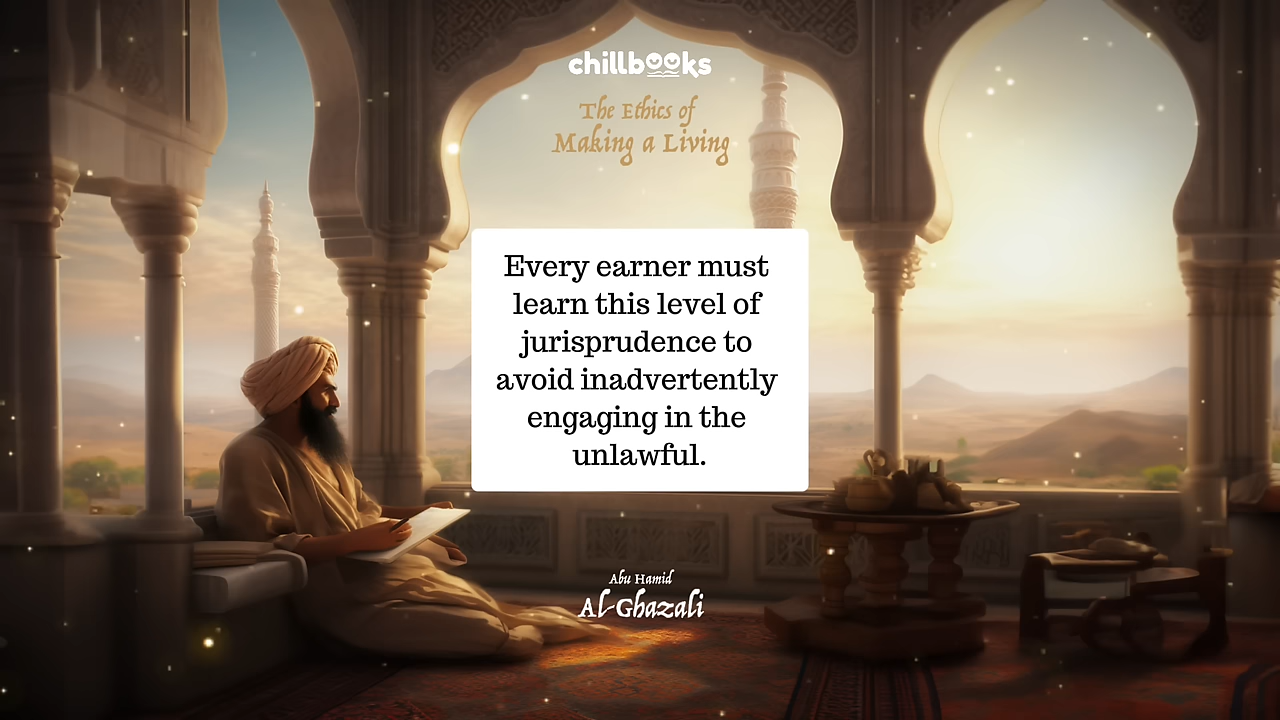 chillbooks
The Ethics of
Making a Living
Every earner must
learn this level of
jurisprudence to
avoid inadvertently
engaging in the
unlawful.
Abu Hamid
Al-Ghazali